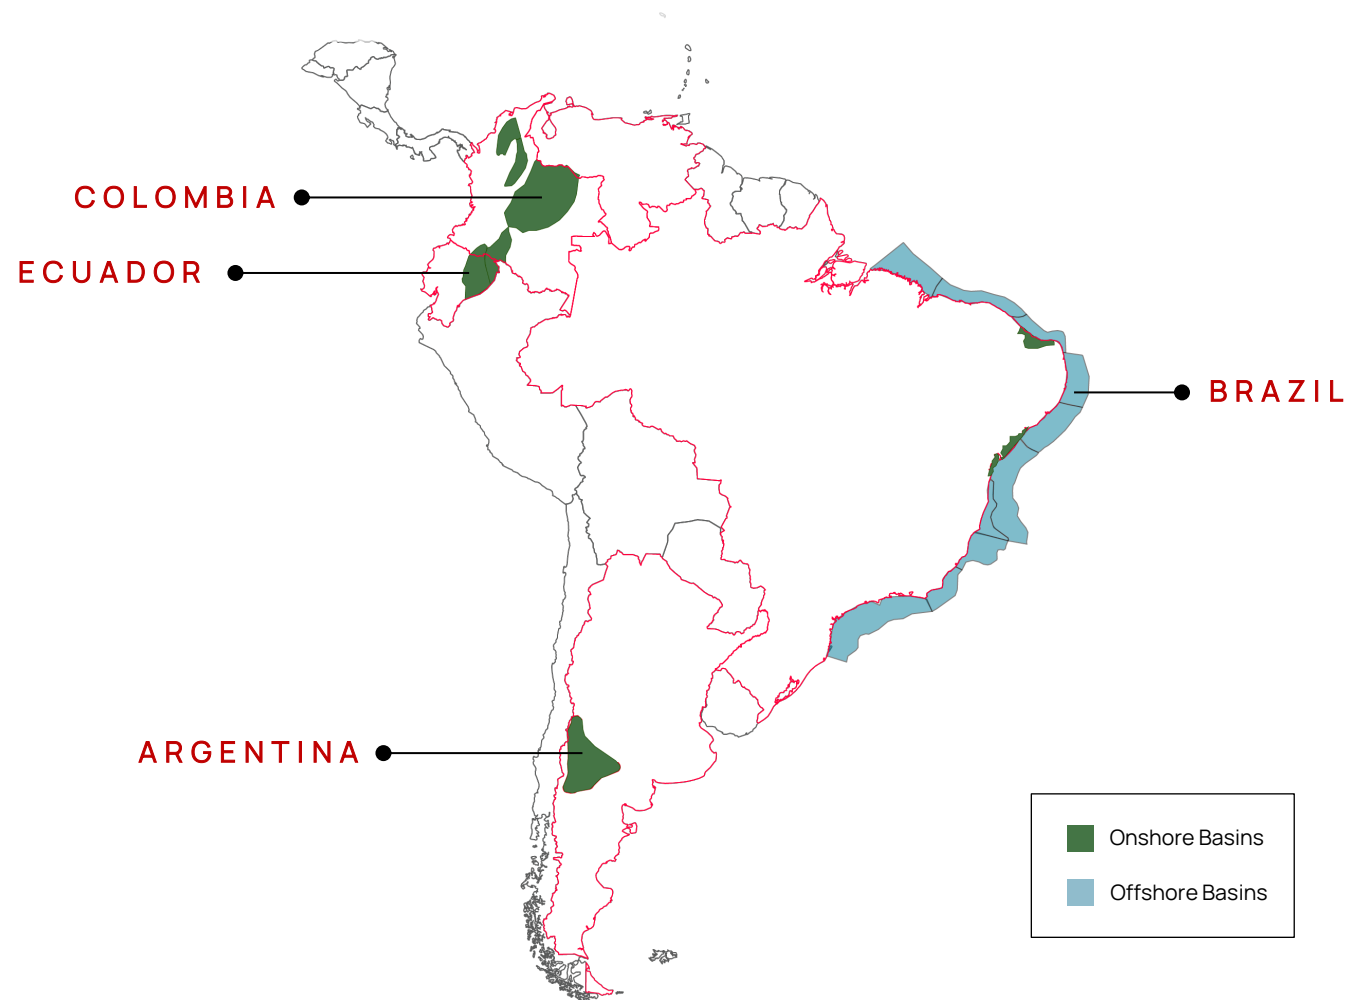 COLOMBIA
ECUADOR
BRAZIL
ARGENTINA
Onshore Basins
Offshore Basins